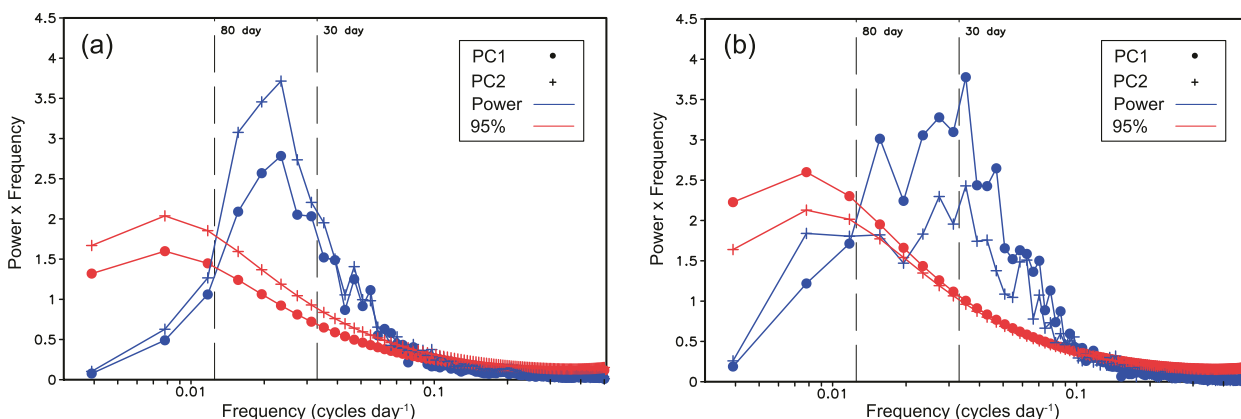 (a)
80 day
30 day
PC1
PC2
Power
95%
4.5
4
3.5
3
2.5
2
1.5
1
0.5
0
Power x Frequency
0.01
0.1
Frequency (cycles day⁻¹)
(b)
80 day
30 day
PC1
PC2
Power
95%
4.5
4
3.5
3
2.5
2
1.5
1
0.5
0
Power x Frequency
0.01
0.1
Frequency (cycles day⁻¹)